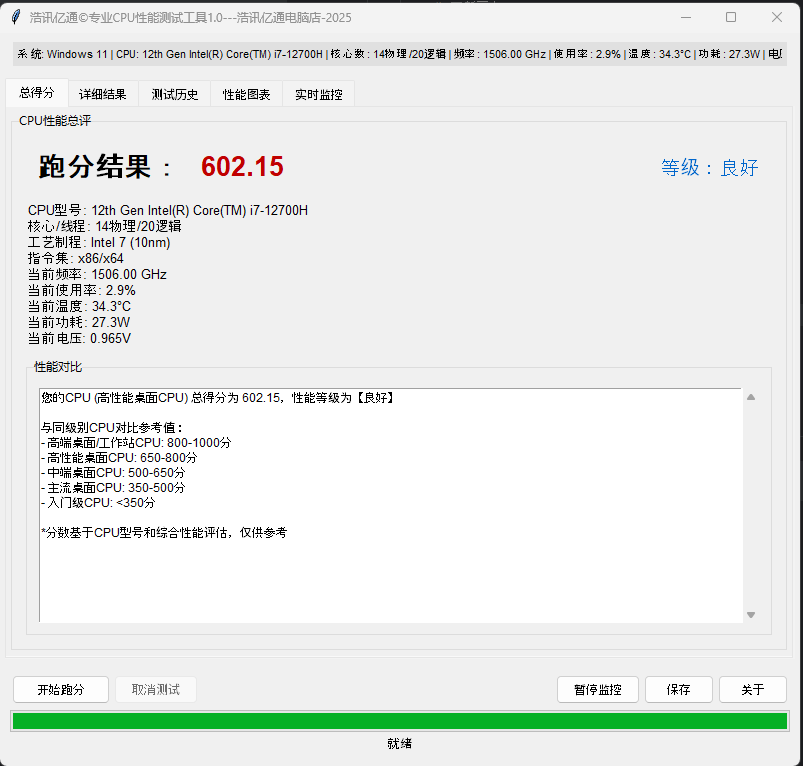 浩讯亿通©专业CPU性能测试工具1.0---浩讯亿通电脑店-2025
系统: Windows 11 | CPU: 12th Gen Intel(R) Core(TM) i7-12700H | 核心数: 14物理/20逻辑 | 频率: 1506.00 GHz | 使用率: 2.9% | 温度: 34.3°C | 功耗: 27.3W |
总得分 详细结果 测试历史 性能图表 实时监控
CPU性能总评
跑分结果： 602.15 等级：良好
CPU型号: 12th Gen Intel(R) Core(TM) i7-12700H
核心/线程: 14物理/20逻辑
工艺制程: Intel 7 (10nm)
指令集: x86/x64
当前频率: 1506.00 GHz
当前使用率: 2.9%
当前温度: 34.3°C
当前功耗: 27.3W
当前电压: 0.965V
性能对比
您的CPU (高性能桌面CPU) 总得分为 602.15，性能等级为【良好】
与同级别CPU对比参考值：
- 高端桌面/工作站CPU: 800-1000分
- 高性能桌面CPU: 650-800分
- 中端桌面CPU: 500-650分
- 主流桌面CPU: 350-500分
- 入门级CPU: <350分
*分数基于CPU型号和综合性能评估，仅供参考
开始跑分 取消测试 暂停监控 保存 关于
就绪